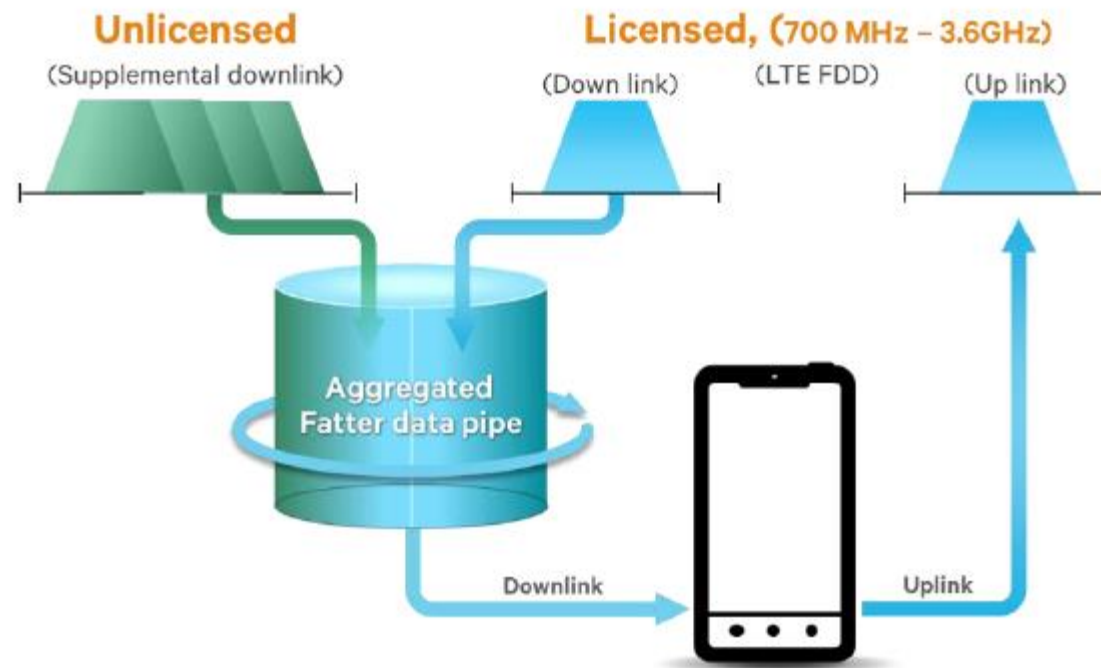 Unlicensed
(Supplemental downlink)
Licensed, (700 MHz – 3.6GHz)
(Down link)
(LTE FDD)
(Up link)
Aggregated
Fatter data pipe
Downlink
Uplink